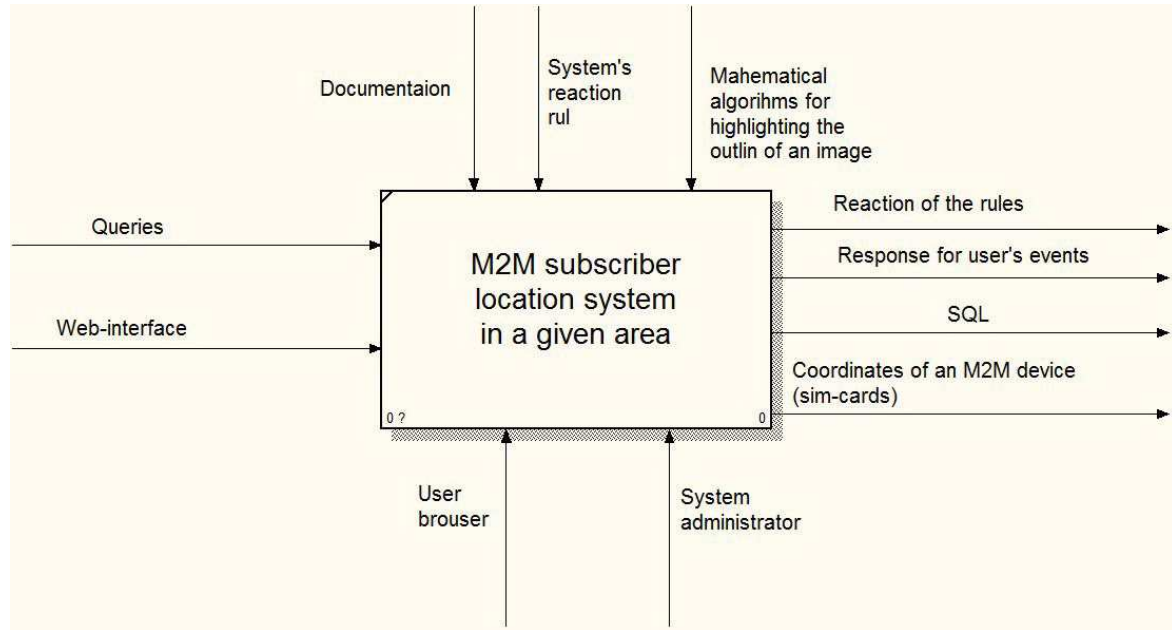 Documentaion
System's
reaction
rul
Mahematical
algorihms for
highlighting the
outlin of an image
Queries
Web-interface
M2M subscriber
location system
in a given area
0 ?
0
Reaction of the rules
Response for user's events
SQL
Coordinates of an M2M device
(sim-cards)
User
brouser
System
administrator